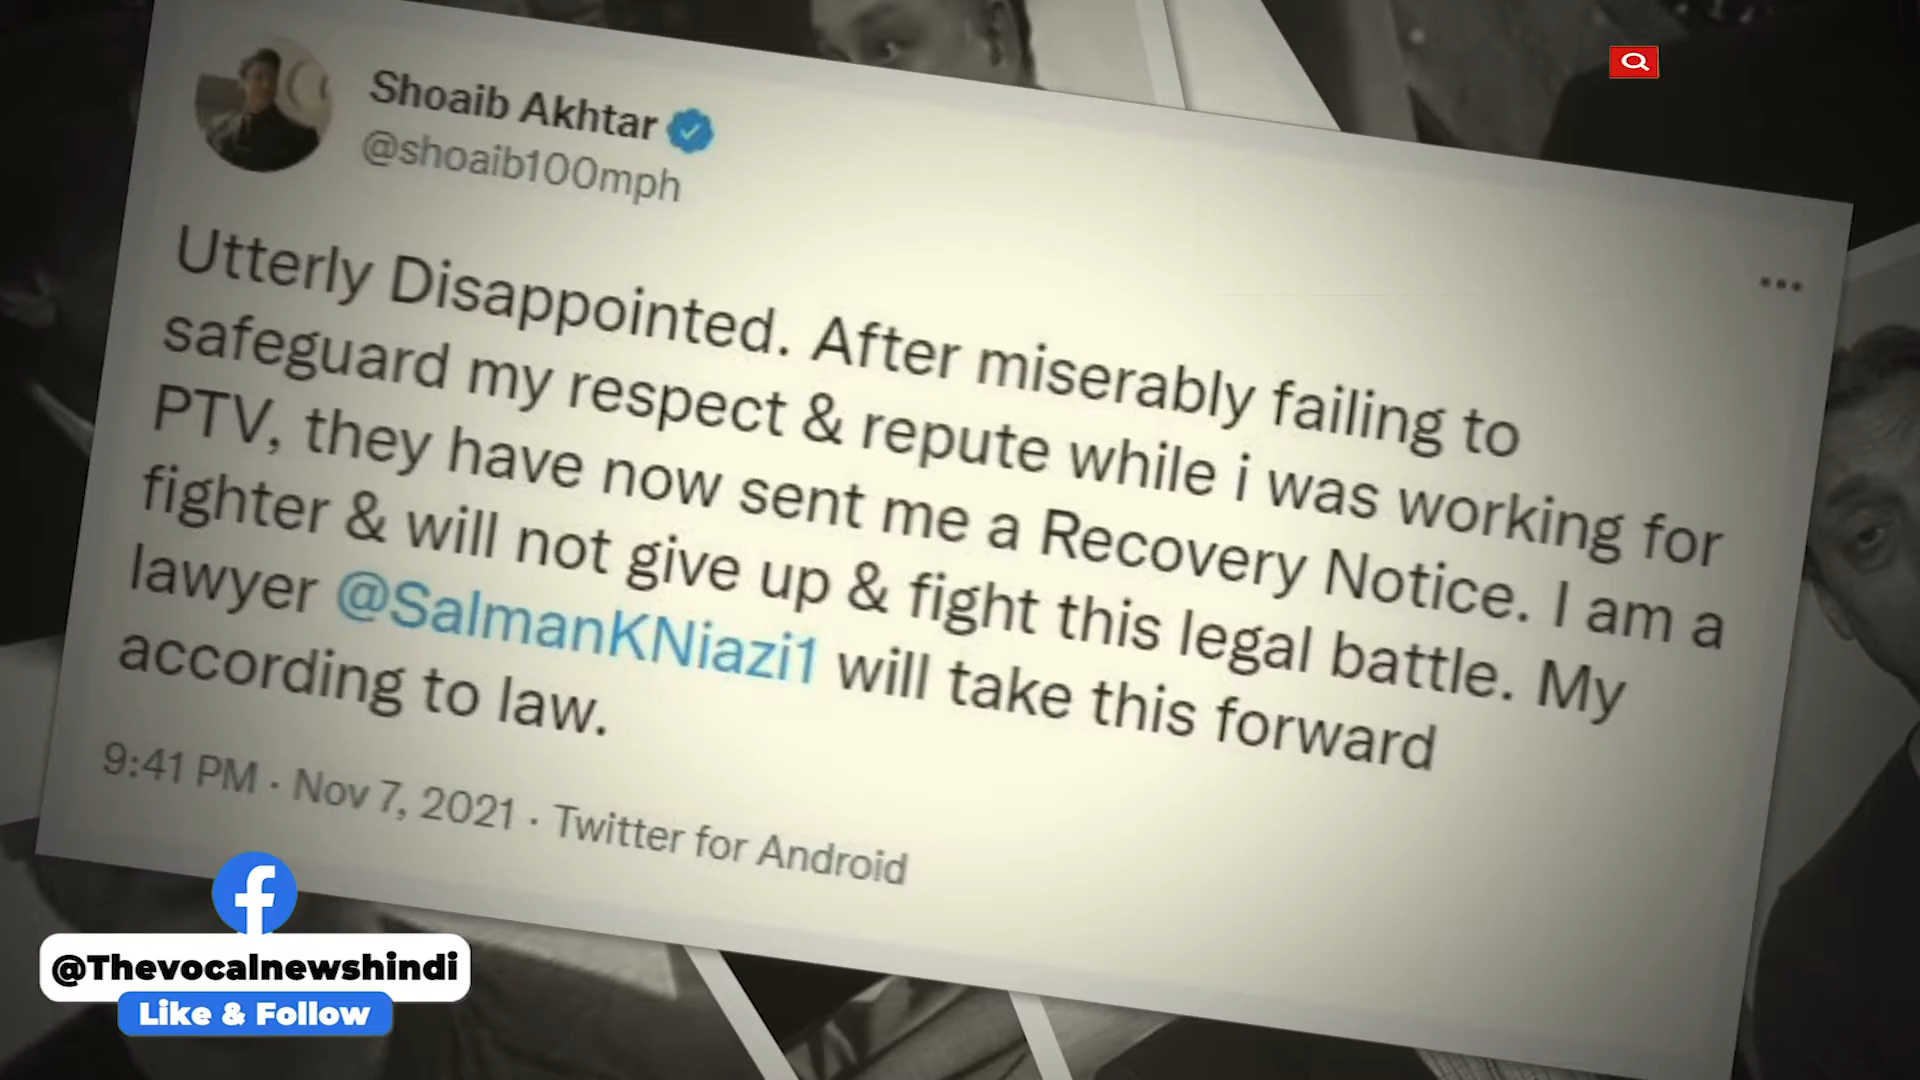 Shoaib Akhtar
@shoaib100mph
Utterly Disappointed. After miserably failing to
safeguard my respect & repute while i was working for
PTV, they have now sent me a Recovery Notice. I am a
fighter & will not give up & fight this legal battle. My
lawyer @SalmanKNiazi1 will take this forward
according to law.
9:41 PM · Nov 7, 2021 · Twitter for Android
@Thevocalnewshindi
Like & Follow